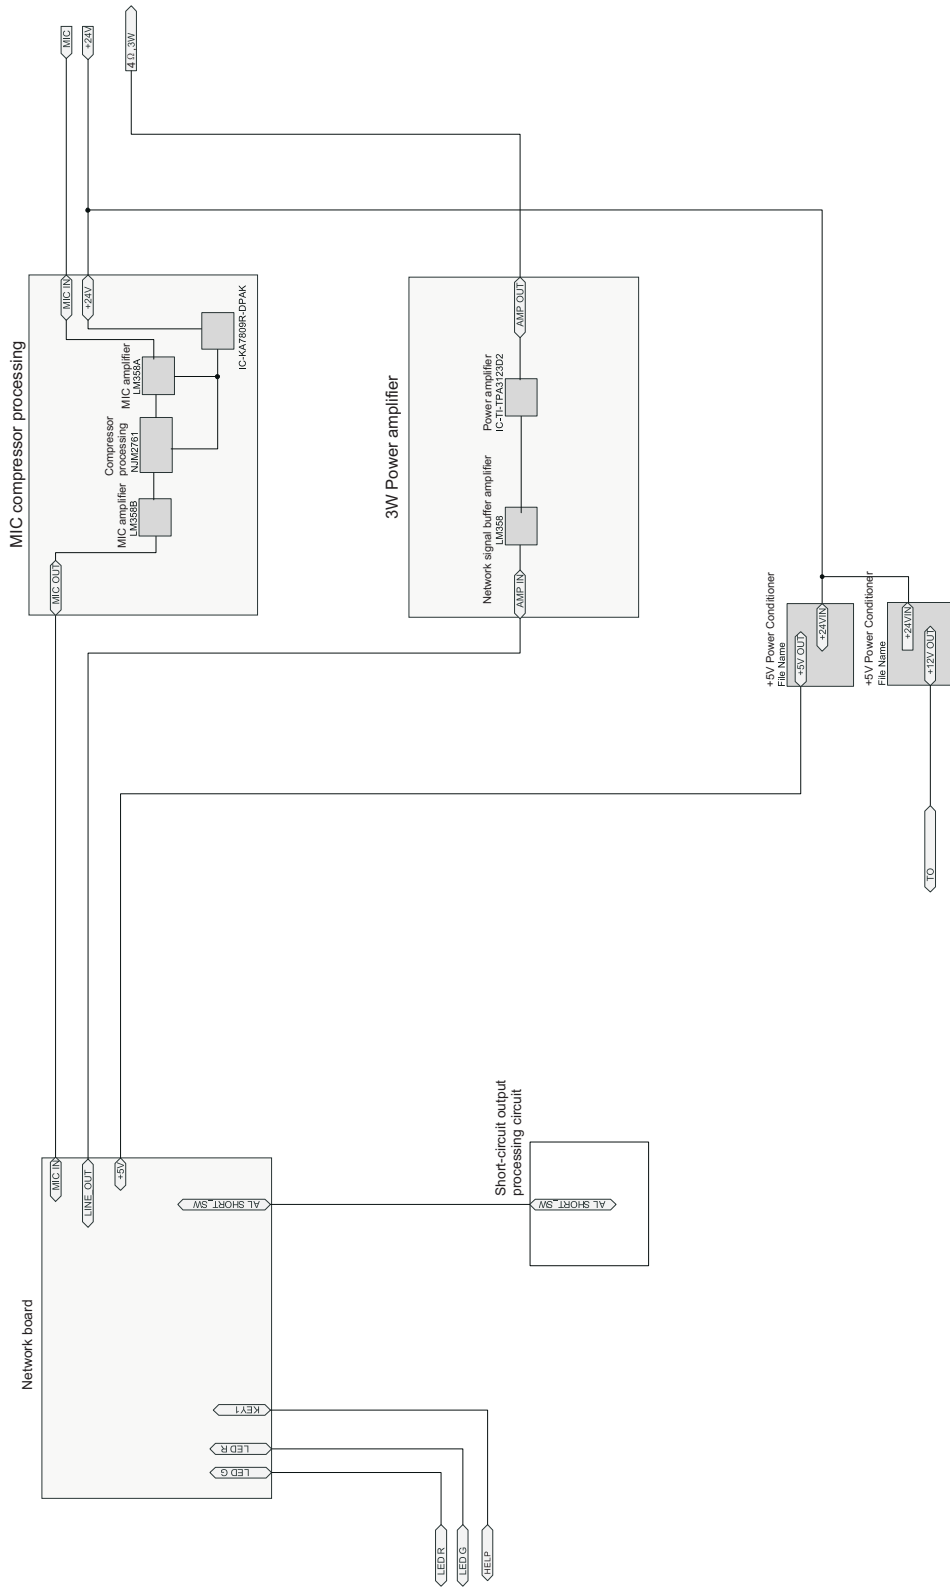 Network board
MIC IN
LINE_OUT
+5V
AL SHORT_SW
KEY1
LED R
LED G
LED R
LED G
HELP
Short-circuit output
processing circuit
AL SHORT_SW
MIC compressor processing
MIC OUT
MIC amplifier
LM358B
Compressor
processing
NJM2761
MIC amplifier
LM358A
IC-KA7809R-DPAK
MIC IN
+24V
MIC
+24V
4Ω,3W
3W Power amplifier
AMP IN
Network signal buffer amplifier
LM358
Power amplifier
IC-TI-TPA3123D2
AMP OUT
+5V Power Conditioner
File Name
+5V OUT
+24VIN
+5V Power Conditioner
File Name
+24VIN
+12V OUT
TO